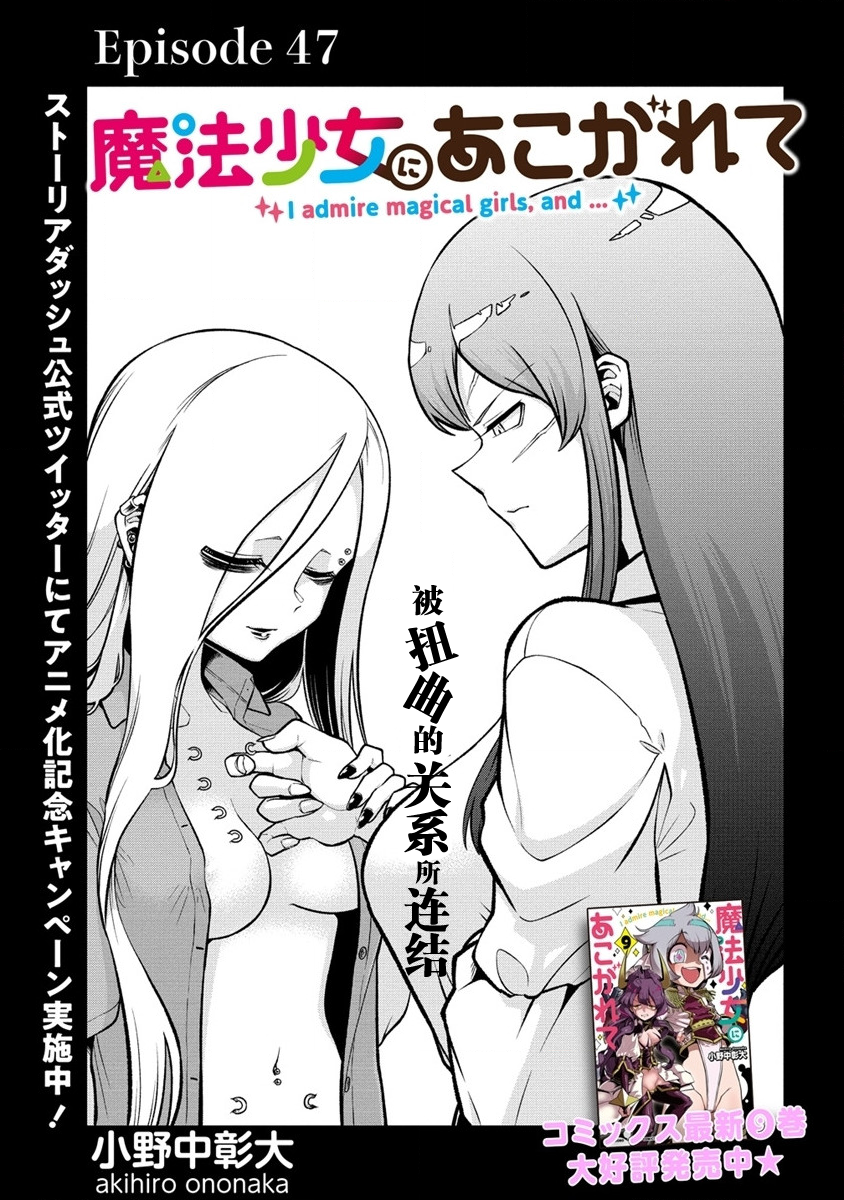 Episode 47
魔法少女にあこがれて
I admire magical girls, and ...
ストーリアダッシュ公式ツイッターにてアニメ化記念キャンペーン実施中！
被扭曲的关系所连结
魔法少女に
あこがれて
9
小野中彰大
コミックス最新9巻
大好評発売中★
小野中彰大
akihiro ononaka